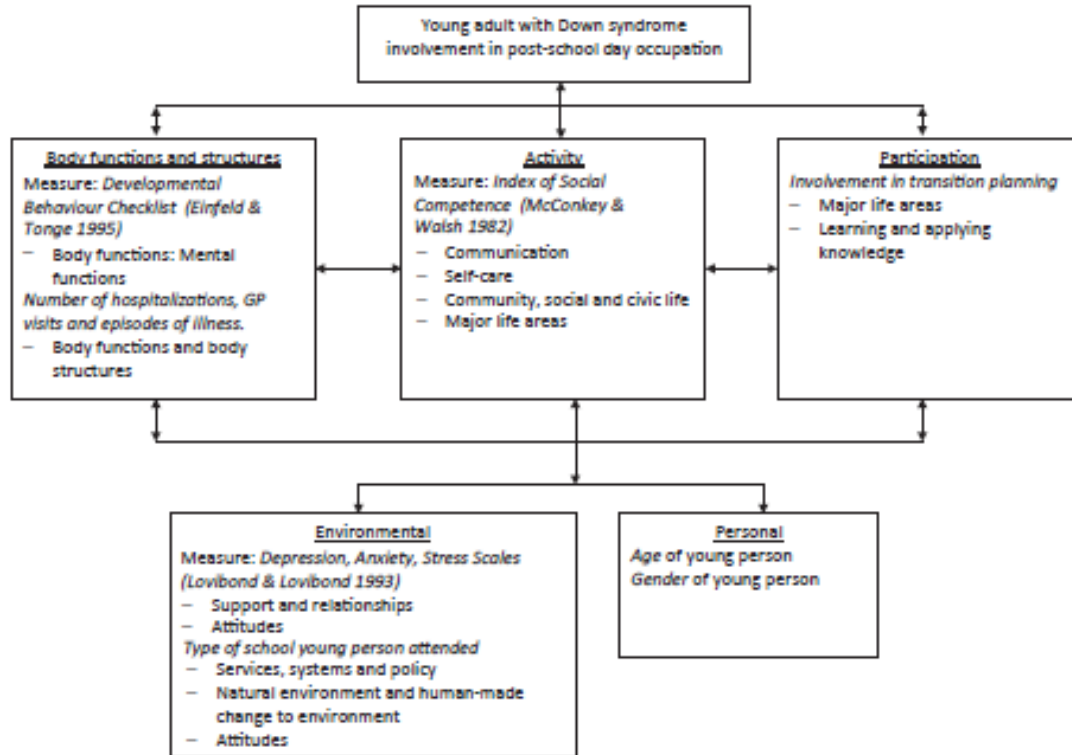 Young adult with Down syndrome
involvement in post-school day occupation
Body functions and structures
Measure: Developmental
Behaviour Checklist (Einfeld &
Tonge 1995)
– Body functions: Mental
functions
Number of hospitalizations, GP
visits and episodes of illness.
– Body functions and body
structures
Activity
Measure: Index of Social
Competence (McConkey &
Walsh 1982)
– Communication
– Self-care
– Community, social and civic life
– Major life areas
Participation
Involvement in transition planning
– Major life areas
– Learning and applying
knowledge
Environmental
Measure: Depression, Anxiety, Stress Scales
(Lovibond & Lovibond 1993)
– Support and relationships
– Attitudes
Type of school young person attended
– Services, systems and policy
– Natural environment and human-made
change to environment
– Attitudes
Personal
Age of young person
Gender of young person